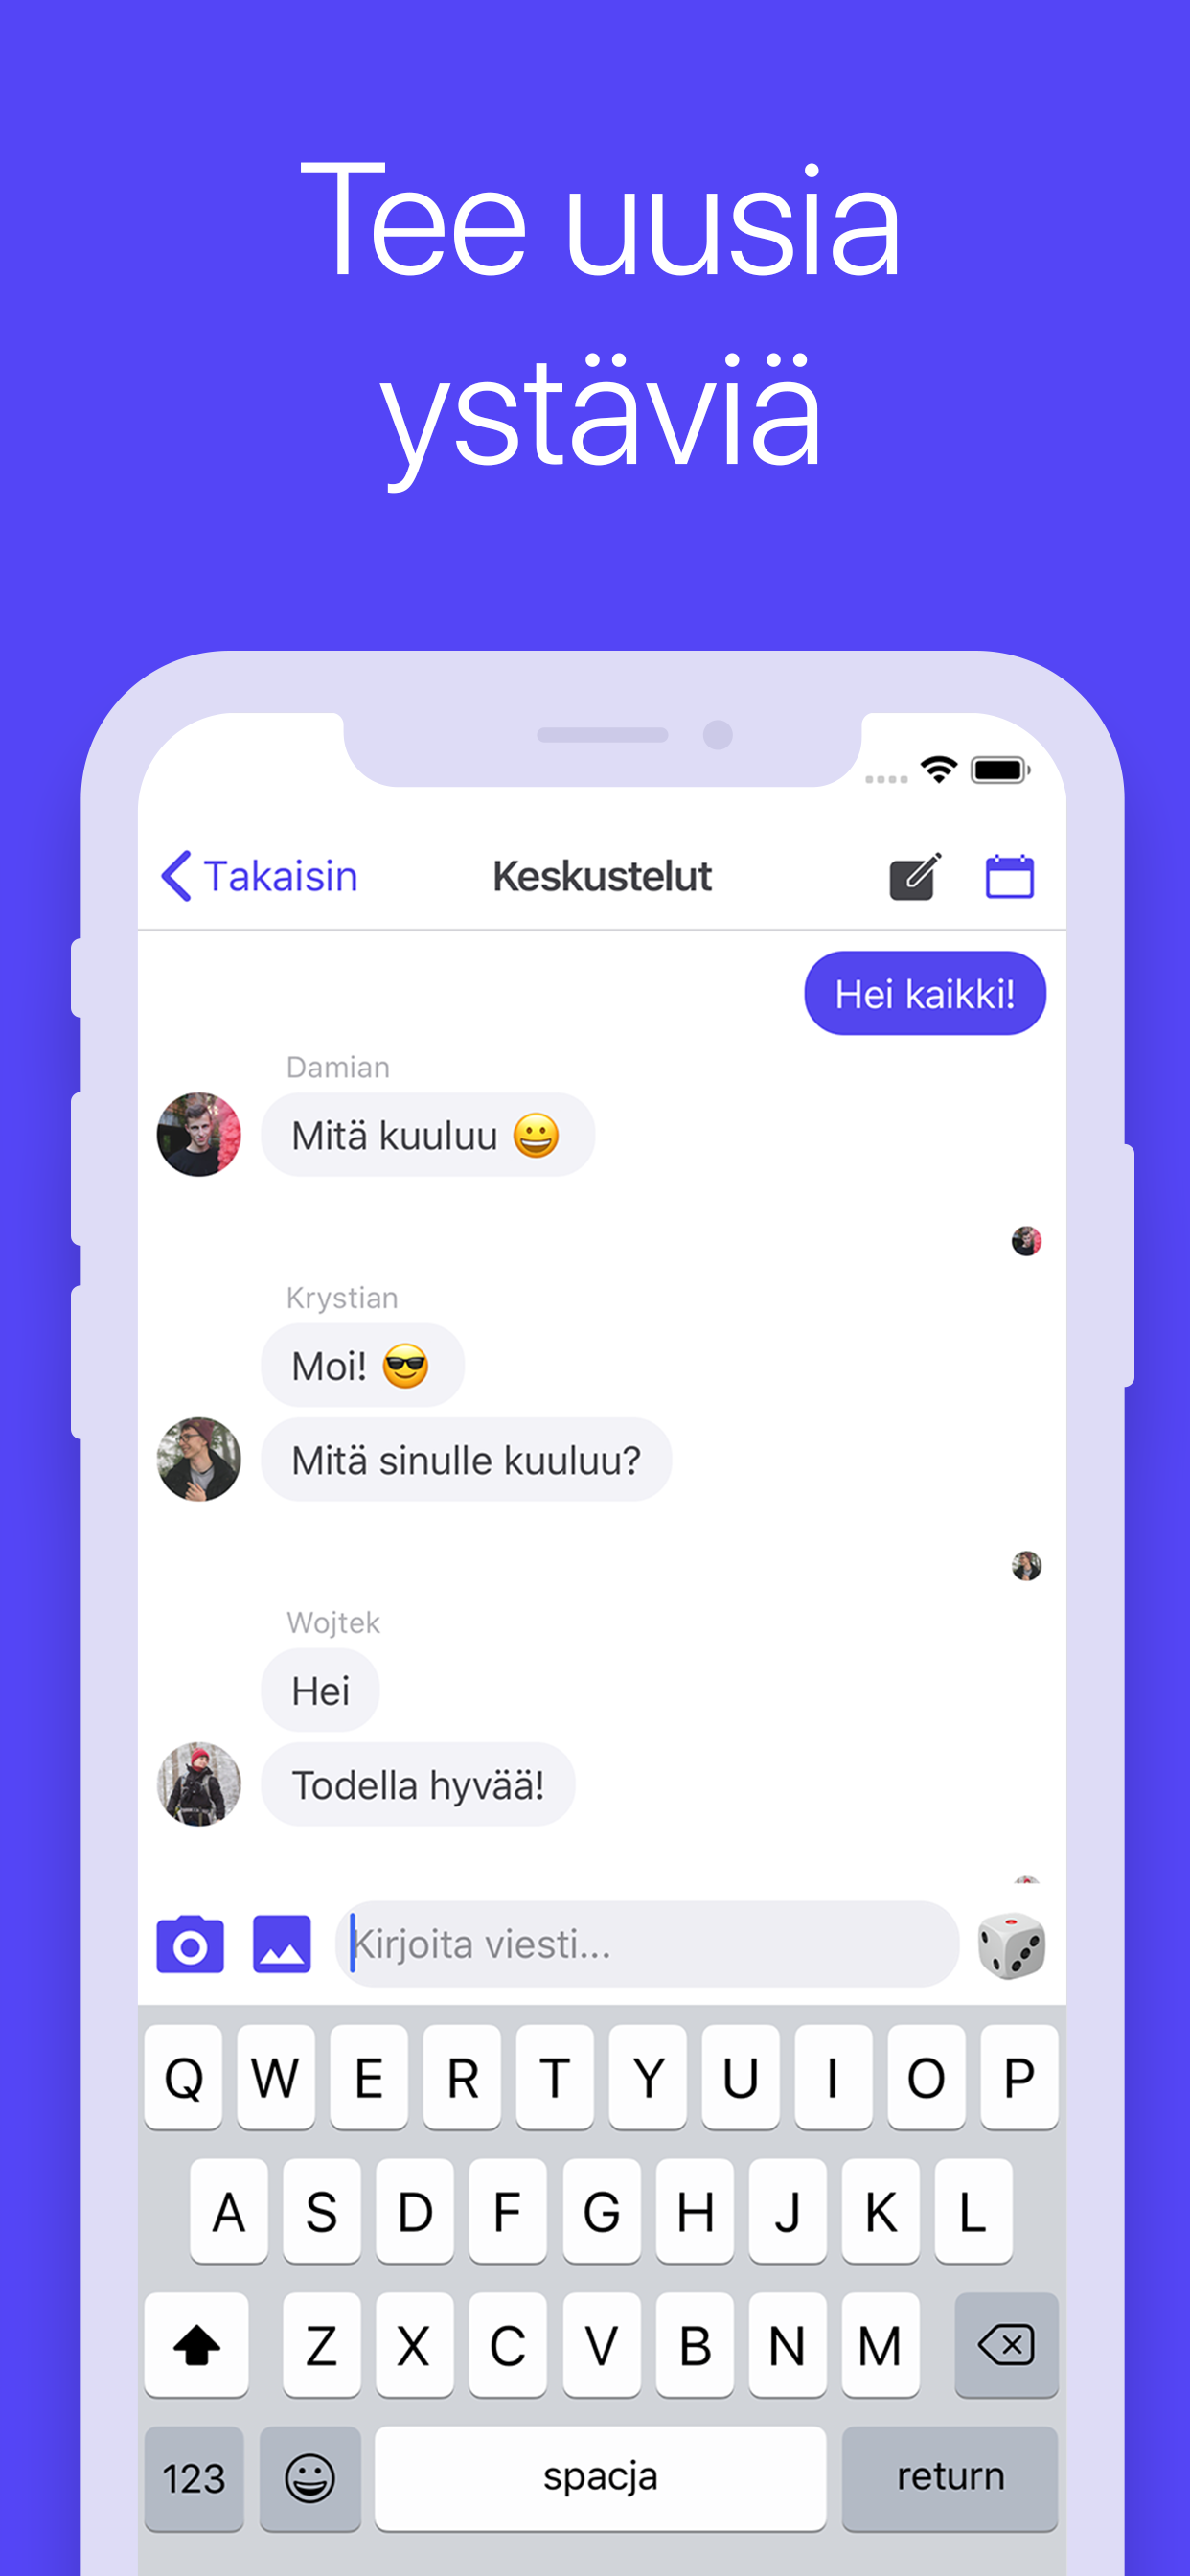 Tee uusia
ystäviä
Takaisin Keskustelut
Hei kaikki!
Damian
Mitä kuuluu 😀
Krystian
Moi! 😎
Mitä sinulle kuuluu?
Wojtek
Hei
Todella hyvää!
Kirjoita viesti...
Q W E R T Y U I O P
A S D F G H J K L
Z X C V B N M
123 spacja return